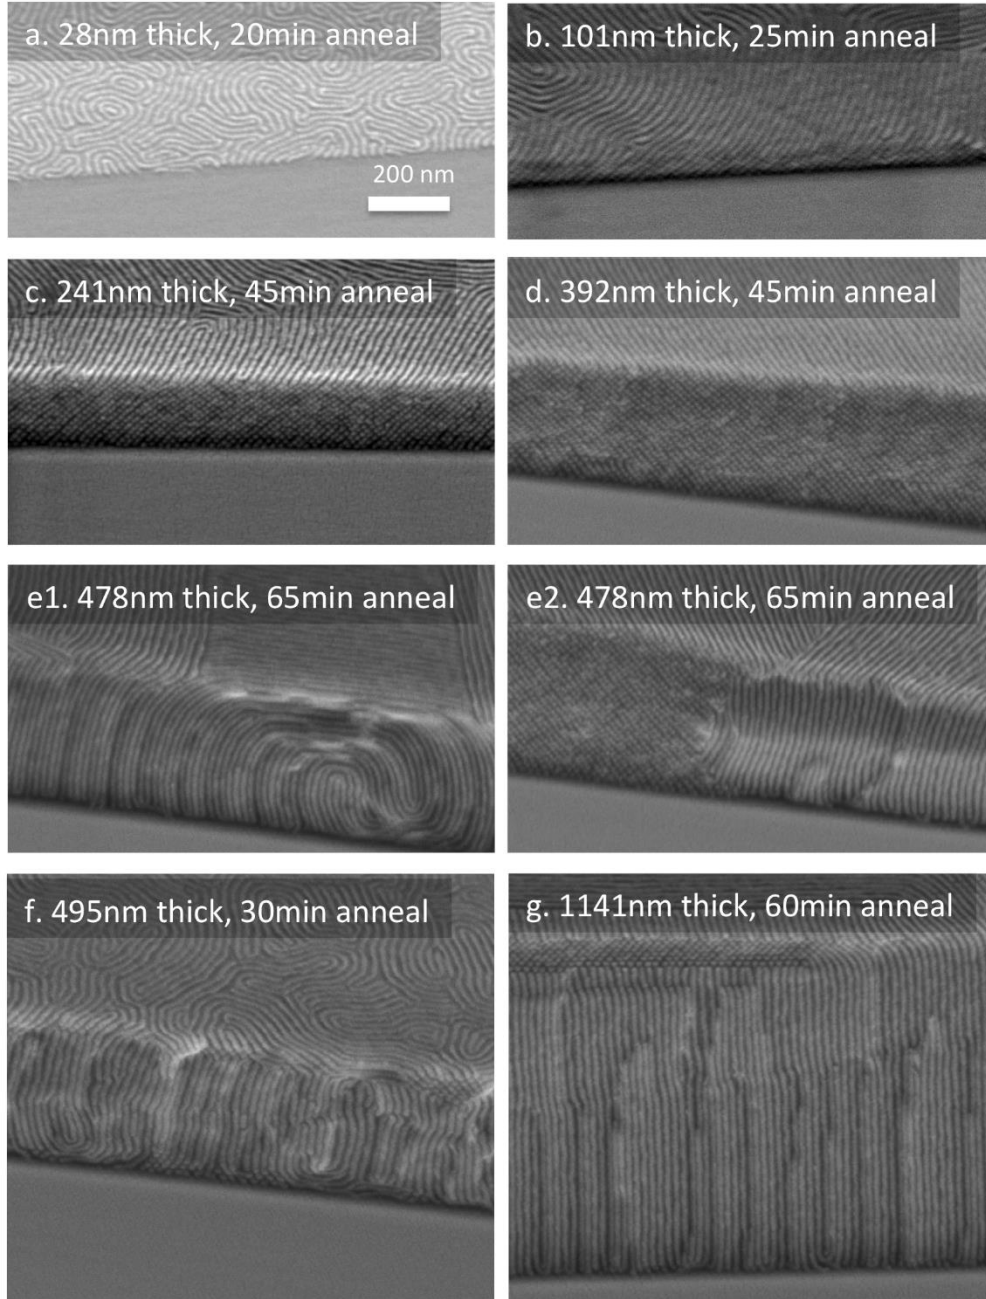 a. 28nm thick, 20min anneal
b. 101nm thick, 25min anneal
200 nm
c. 241nm thick, 45min anneal
d. 392nm thick, 45min anneal
e1. 478nm thick, 65min anneal
e2. 478nm thick, 65min anneal
f. 495nm thick, 30min anneal
g. 1141nm thick, 60min anneal